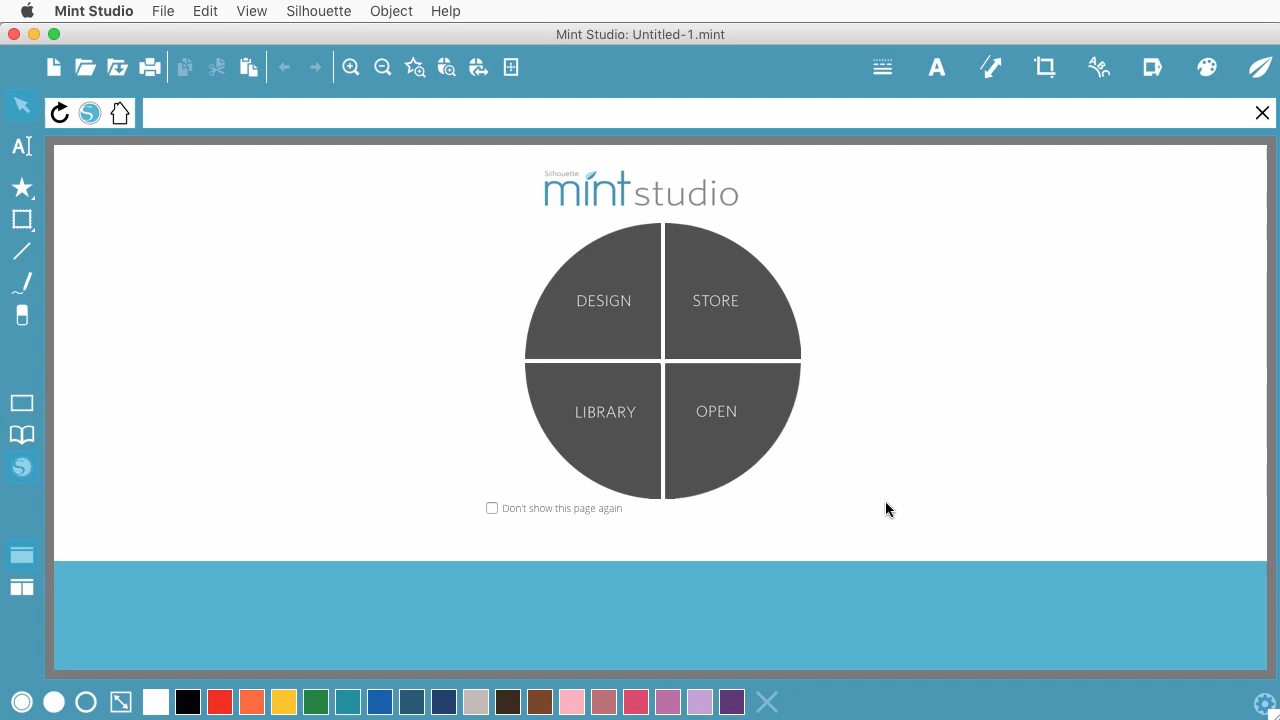 Mint Studio File Edit View Silhouette Object Help
Mint Studio: Untitled-1.mint
A
A
Silhouette
mint studio
DESIGN STORE
LIBRARY OPEN
Don't show this page again